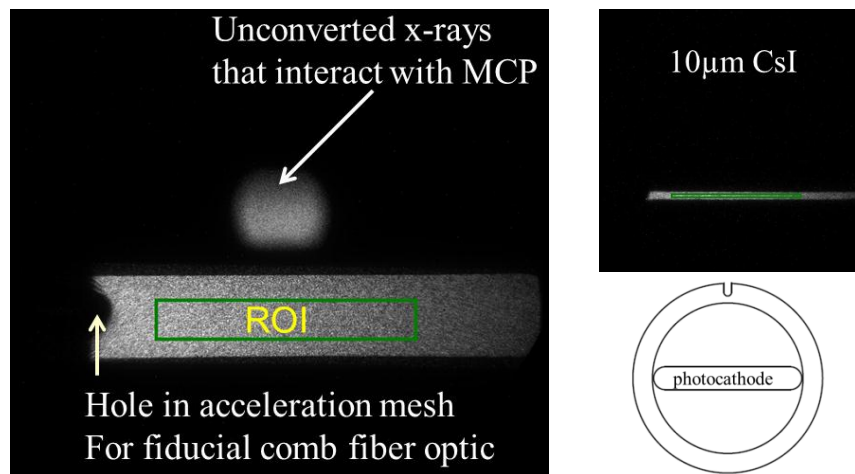 Unconverted x-rays
that interact with MCP
ROI
Hole in acceleration mesh
For fiducial comb fiber optic
10µm CsI
photocathode